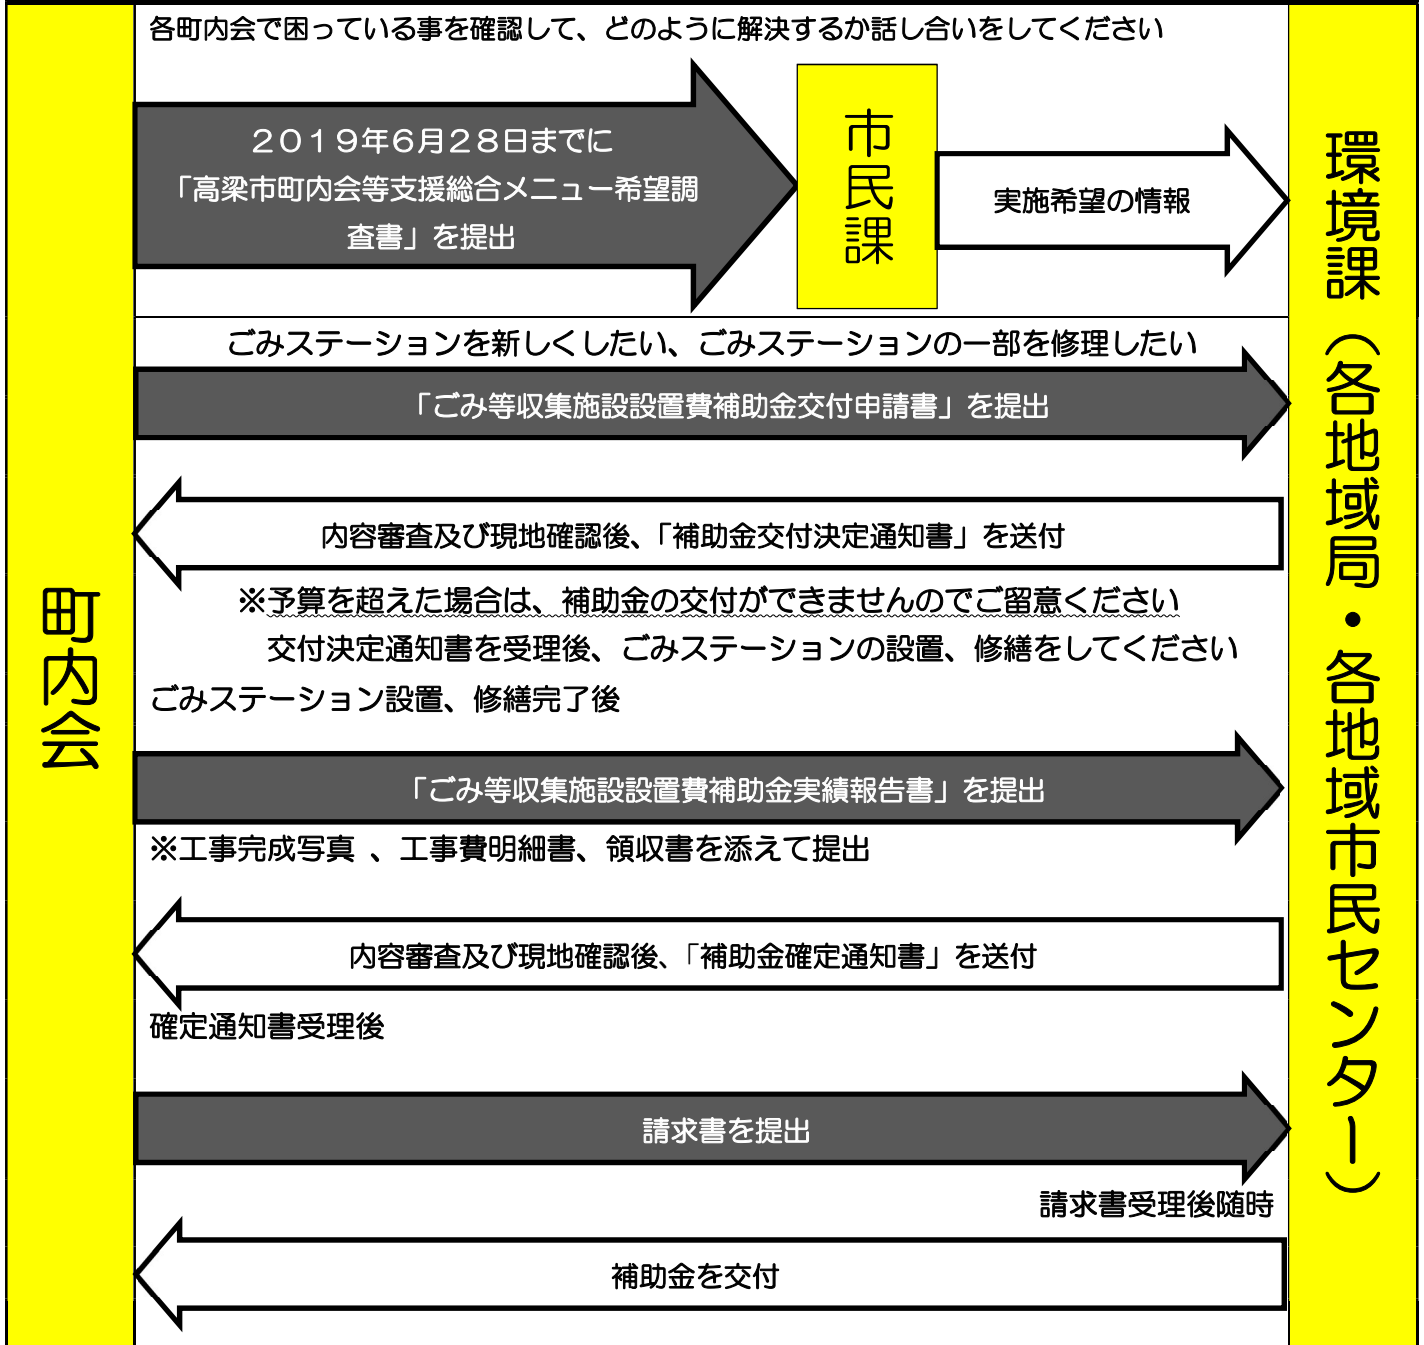 各町内会で困っている事を確認して、どのように解決するか話し合いをしてください
２０１９年６月２８日までに
「高梁市町内会等支援総合メニュー希望調
査書」を提出
市民課
実施希望の情報
ごみステーションを新しくしたい、ごみステーションの一部を修理したい
「ごみ等収集施設設置費補助金交付申請書」を提出
内容審査及び現地確認後、「補助金交付決定通知書」を送付
※予算を超えた場合は、補助金の交付ができませんのでご留意ください
交付決定通知書を受理後、ごみステーションの設置、修繕をしてください
ごみステーション設置、修繕完了後
「ごみ等収集施設設置費補助金実績報告書」を提出
※工事完成写真 、工事費明細書、領収書を添えて提出
内容審査及び現地確認後、「補助金確定通知書」を送付
確定通知書受理後
請求書を提出
請求書受理後随時
補助金を交付
町内会
環境課（各地域局・各地域市民センター）